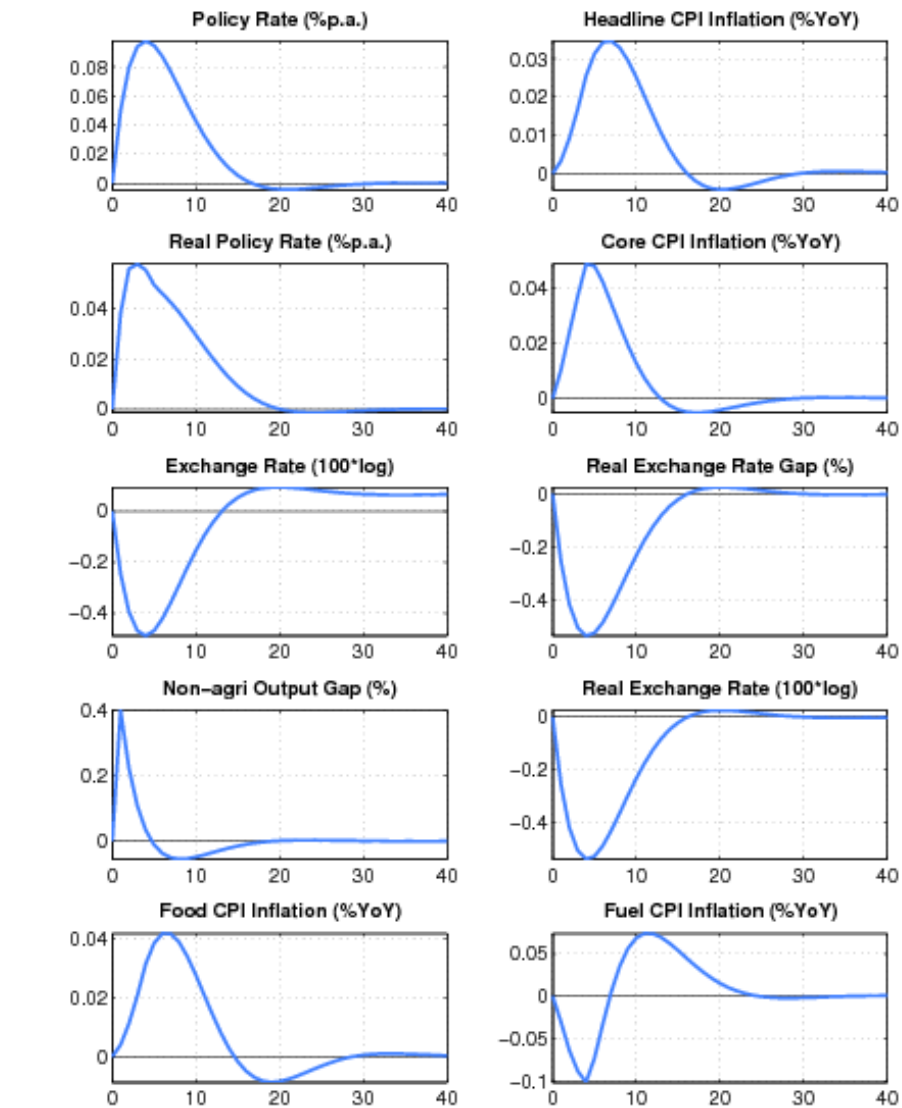 Policy Rate (%p.a.)
0.08
0.06
0.04
0.02
0
0 10 20 30 40
Headline CPI Inflation (%YoY)
0.03
0.02
0.01
0
0 10 20 30 40
Real Policy Rate (%p.a.)
0.04
0.02
0
0 10 20 30 40
Core CPI Inflation (%YoY)
0.04
0.02
0
0 10 20 30 40
Exchange Rate (100*log)
0
−0.2
−0.4
0 10 20 30 40
Real Exchange Rate Gap (%)
0
−0.2
−0.4
0 10 20 30 40
Non−agri Output Gap (%)
0.4
0.2
0
0 10 20 30 40
Real Exchange Rate (100*log)
0
−0.2
−0.4
0 10 20 30 40
Food CPI Inflation (%YoY)
0.04
0.02
0
0 10 20 30 40
Fuel CPI Inflation (%YoY)
0.05
0
−0.05
−0.1
0 10 20 30 40